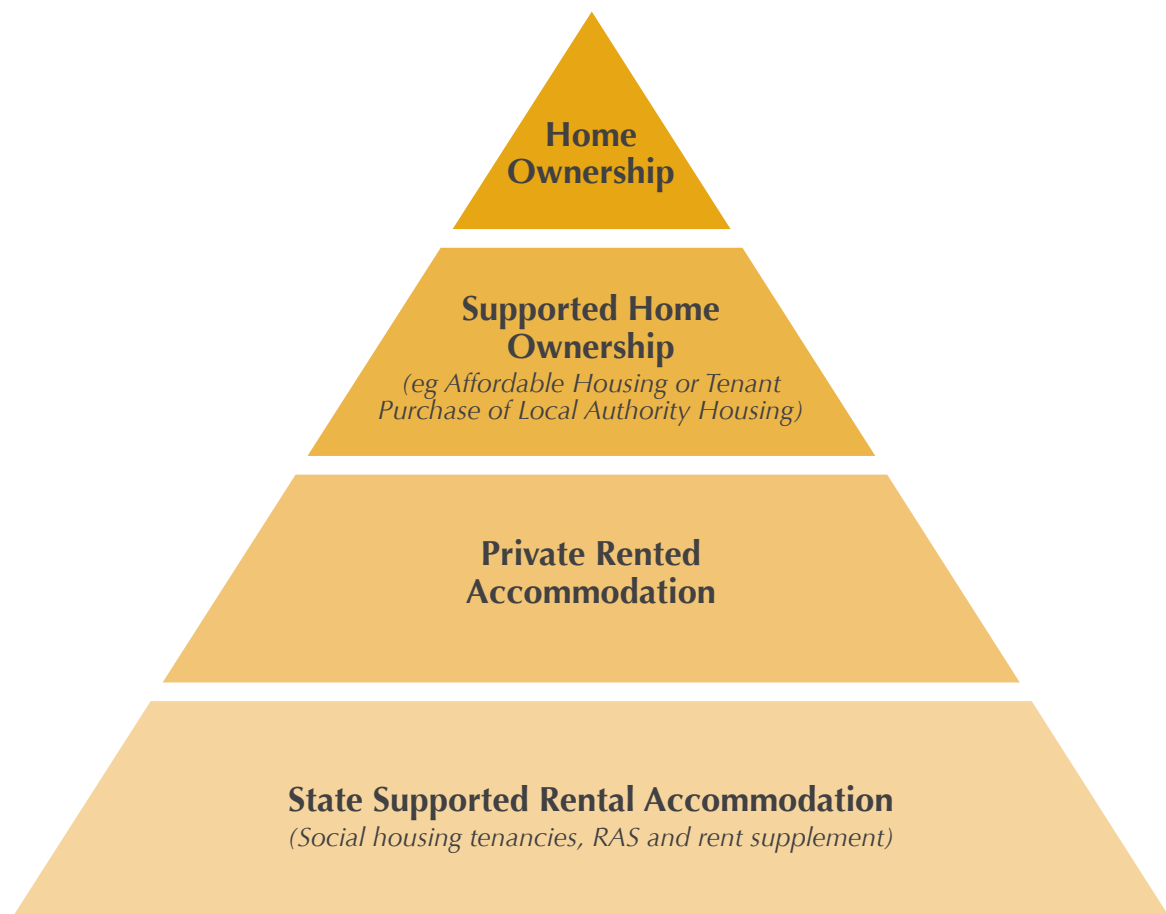 Home
Ownership
Supported Home
Ownership
(eg Affordable Housing or Tenant
Purchase of Local Authority Housing)
Private Rented
Accommodation
State Supported Rental Accommodation
(Social housing tenancies, RAS and rent supplement)